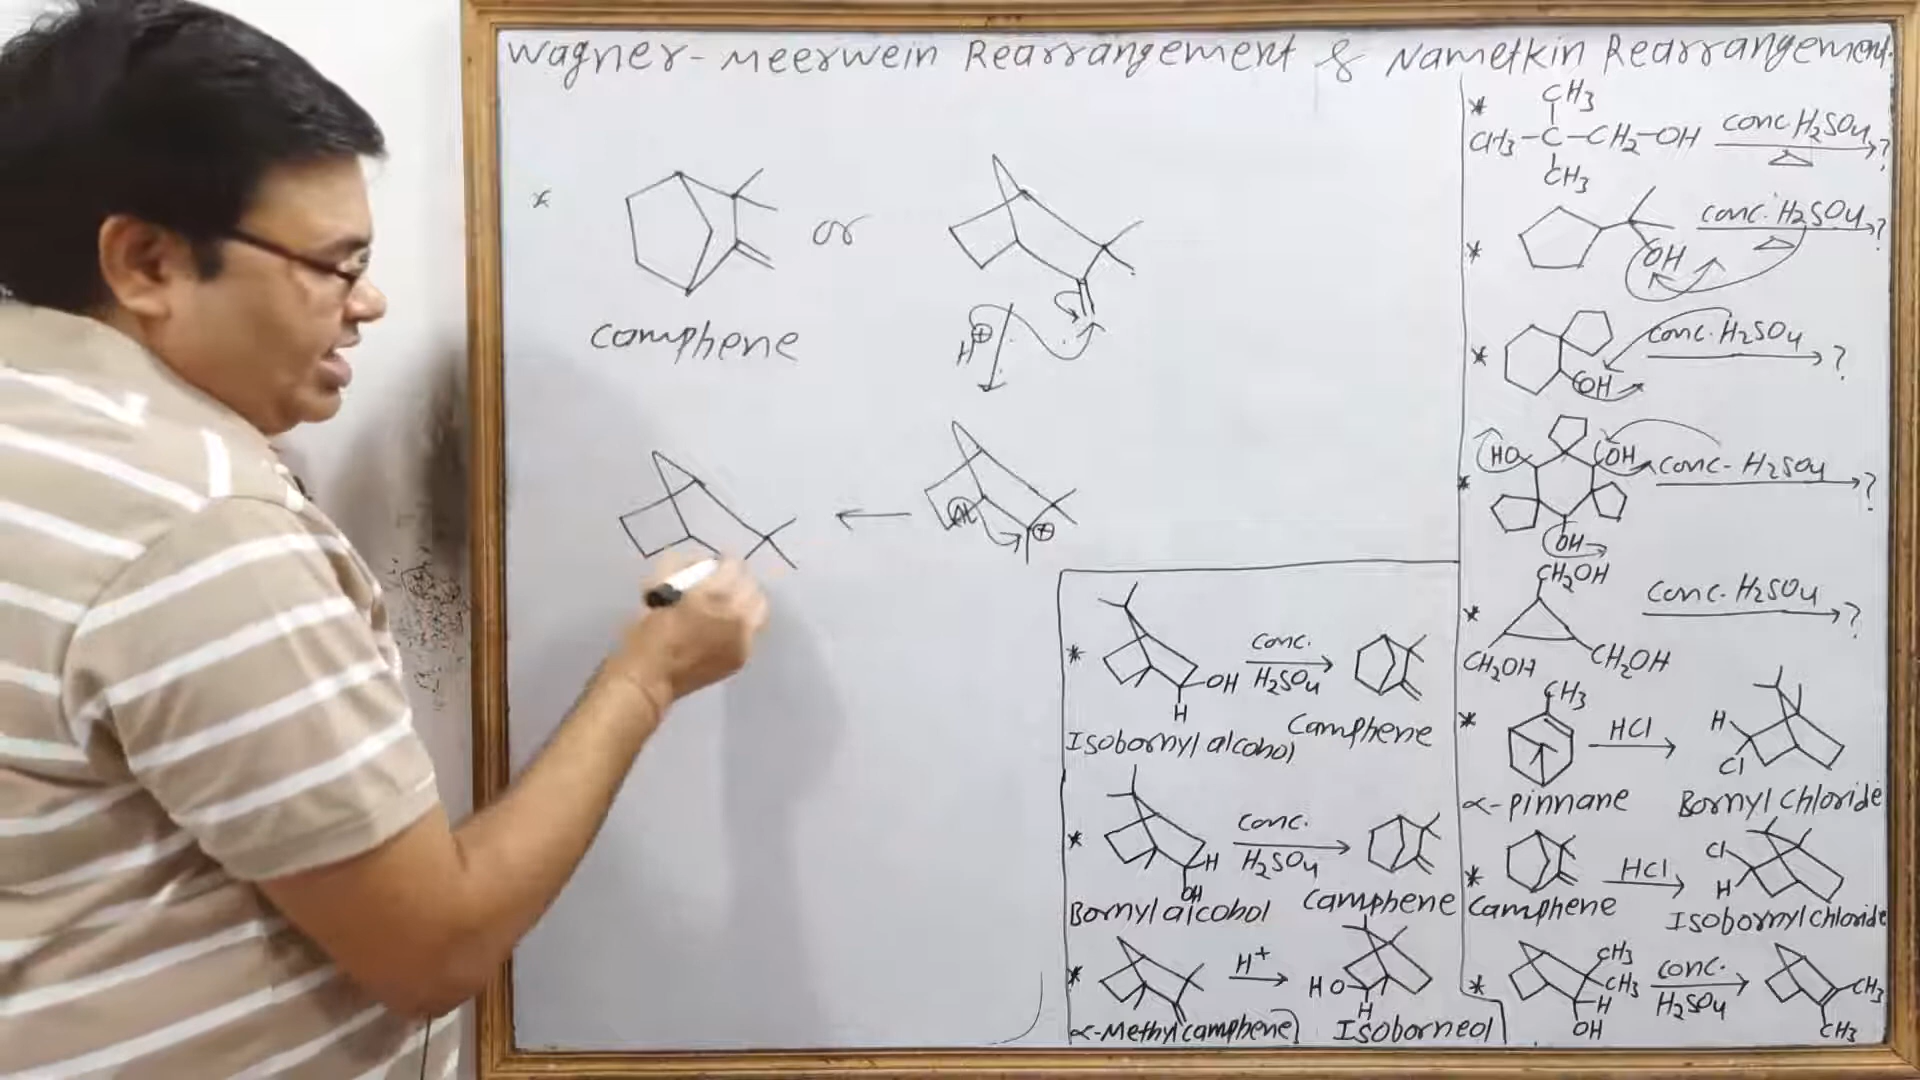 Wagner-Meerwein Rearrangement & Nametkin Rearrangement
or
Camphene
H⊕
⊕
* CH3
CH3-C-CH2-OH conc. H2SO4 △ ?
CH3
* OH conc. H2SO4 △ ?
* OH conc. H2SO4 ?
* HO OH OH conc- H2SO4 ?
* CH2OH CH2OH CH2OH conc. H2SO4 ?
* CH3 HCl H Cl
α-pinnane Bornyl chloride
* HCl Cl H
Camphene Isobornyl chloride
* CH3 CH3 H OH conc. H2SO4 CH3 CH3
* OH H conc. H2SO4
Isobornyl alcohol Camphene
* H OH conc. H2SO4
Bornyl alcohol Camphene
* H+ HO H
α-Methylcamphene Isoborneol